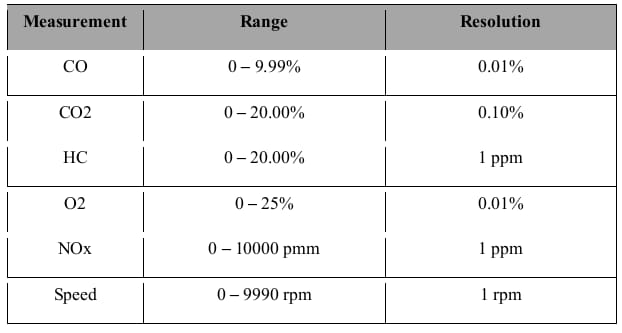 Measurement Range Resolution
CO 0 – 9.99% 0.01%
CO2 0 – 20.00% 0.10%
HC 0 – 20.00% 1 ppm
O2 0 – 25% 0.01%
NOx 0 – 10000 pmm 1 ppm
Speed 0 – 9990 rpm 1 rpm